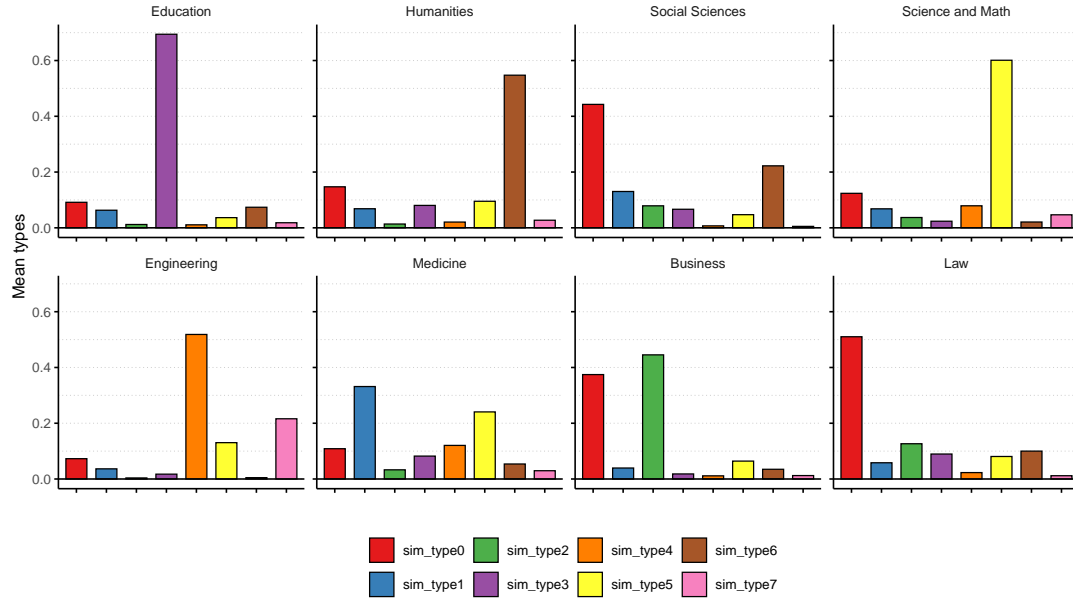 Education
Humanities
Social Sciences
Science and Math
0.6
0.4
0.2
0.0
Engineering
Medicine
Business
Law
0.6
0.4
0.2
0.0
Mean types
sim_type0
sim_type2
sim_type4
sim_type6
sim_type1
sim_type3
sim_type5
sim_type7